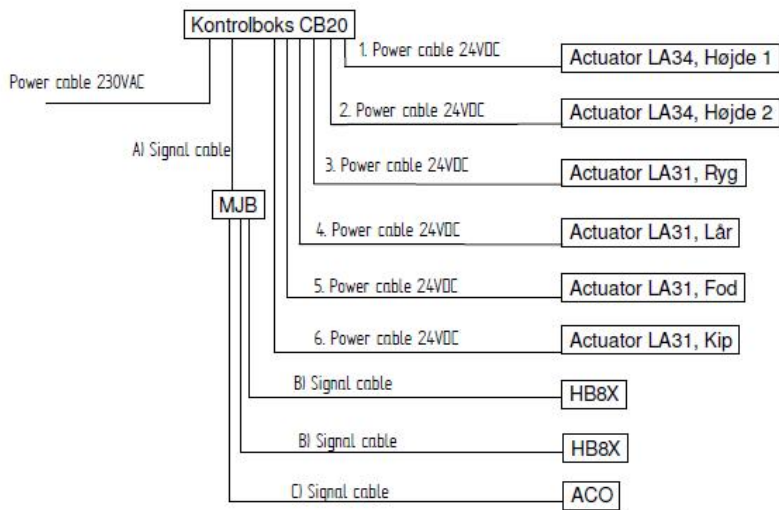 Kontrolboks CB20
1. Power cable 24VDC
Actuator LA34, Højde 1
Power cable 230VAC
2. Power cable 24VDC
Actuator LA34, Højde 2
A) Signal cable
3. Power cable 24VDC
Actuator LA31, Ryg
MJB
4. Power cable 24VDC
Actuator LA31, Lår
5. Power cable 24VDC
Actuator LA31, Fod
6. Power cable 24VDC
Actuator LA31, Kip
B) Signal cable
HB8X
B) Signal cable
HB8X
C) Signal cable
ACO